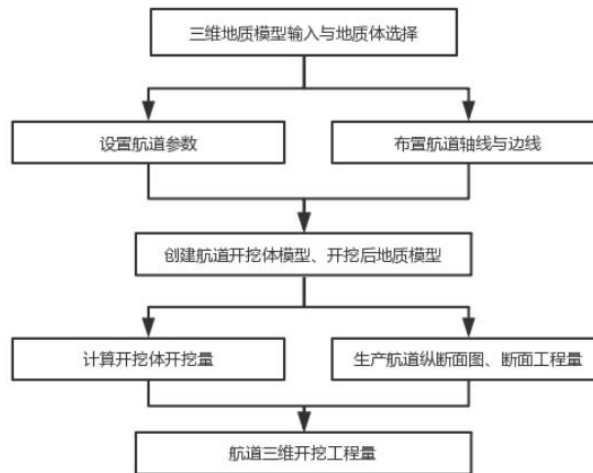 三维地质模型输入与地质体选择
设置航道参数
布置航道轴线与边线
创建航道开挖体模型、开挖后地质模型
计算开挖体开挖量
生产航道纵断面图、断面工程量
航道三维开挖工程量